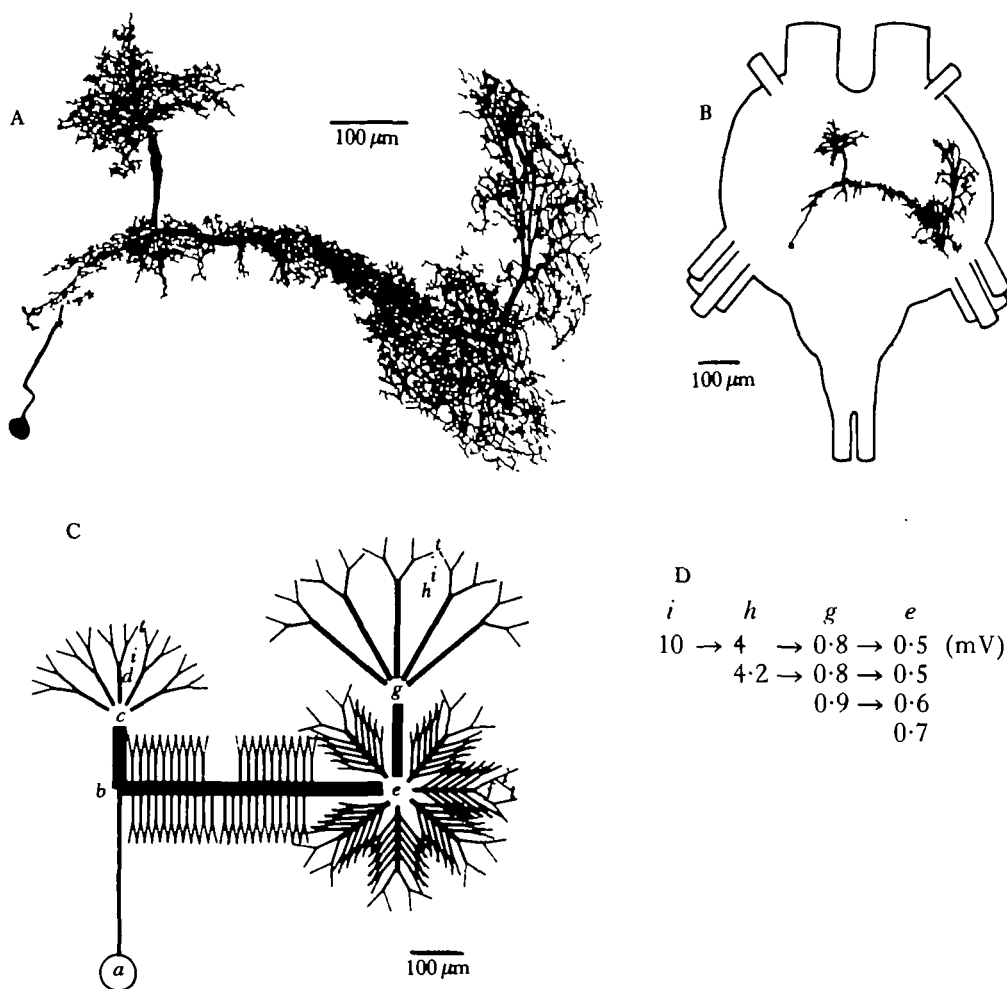 A
100 μm
B
100 μm
C
t
i
d
c
b
a
t
i
h
g
e
100 μm
D
i h g e
10 → 4 → 0·8 → 0·5 (mV)
4·2 → 0·8 → 0·5
0·9 → 0·6
0·7